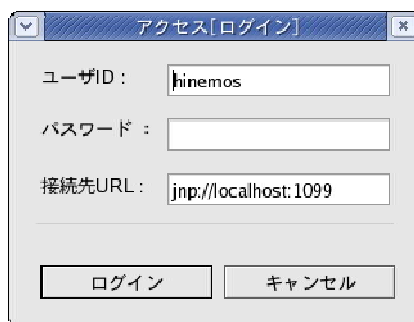 アクセス[ログイン]
ユーザID： hinemos
パスワード：
接続先URL： jnp://localhost:1099
ログイン キャンセル